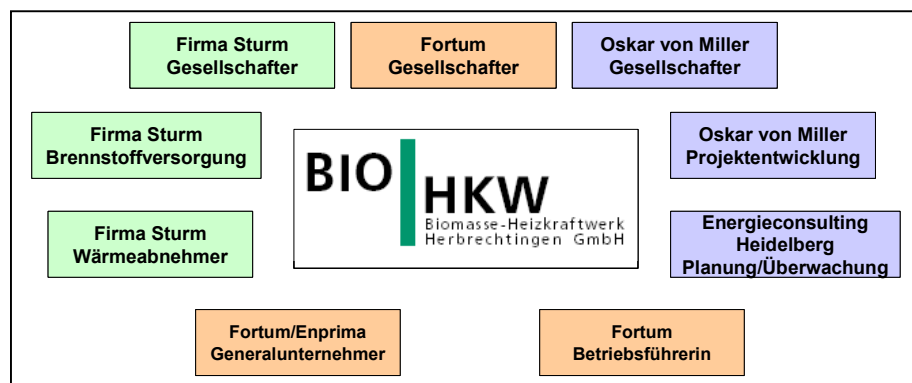 Firma Sturm
Gesellschafter
Fortum
Gesellschafter
Oskar von Miller
Gesellschafter
Firma Sturm
Brennstoffversorgung
BIO
HKW
Biomasse-Heizkraftwerk
Herbrechtingen GmbH
Oskar von Miller
Projektentwicklung
Firma Sturm
Wärmeabnehmer
Energieconsulting
Heidelberg
Planung/Überwachung
Fortum/Enprima
Generalunternehmer
Fortum
Betriebsführerin